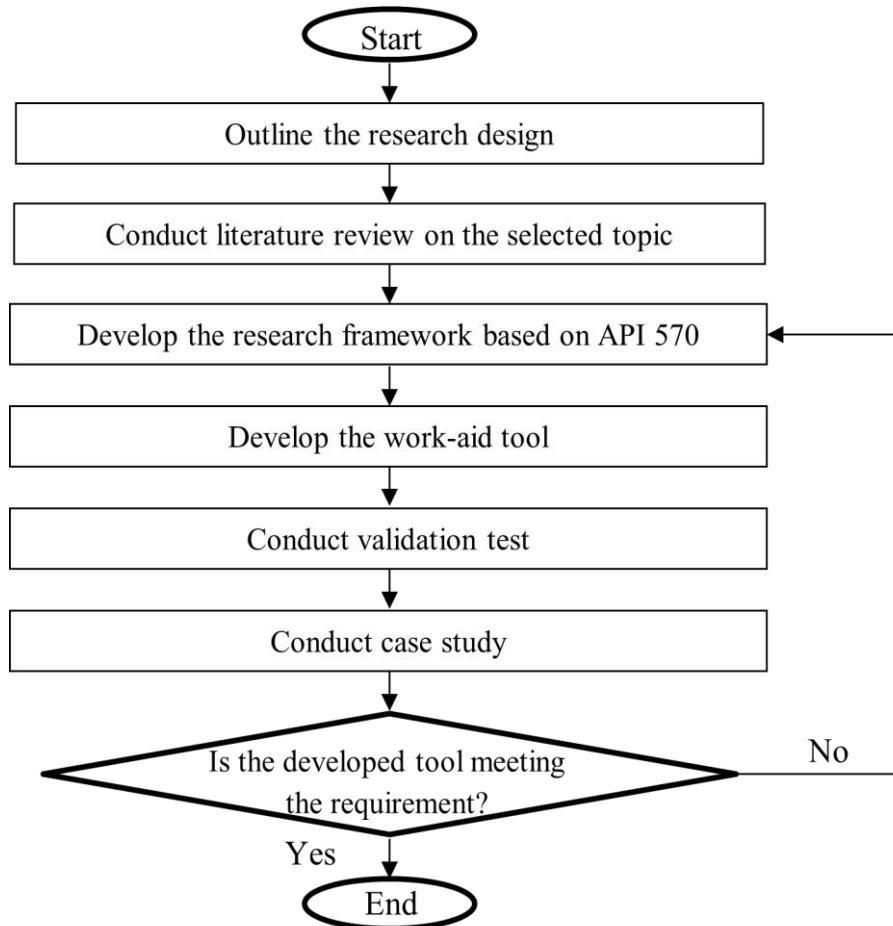 Start
Outline the research design
Conduct literature review on the selected topic
Develop the research framework based on API 570
Develop the work-aid tool
Conduct validation test
Conduct case study
Is the developed tool meeting
the requirement?
No
Yes
End